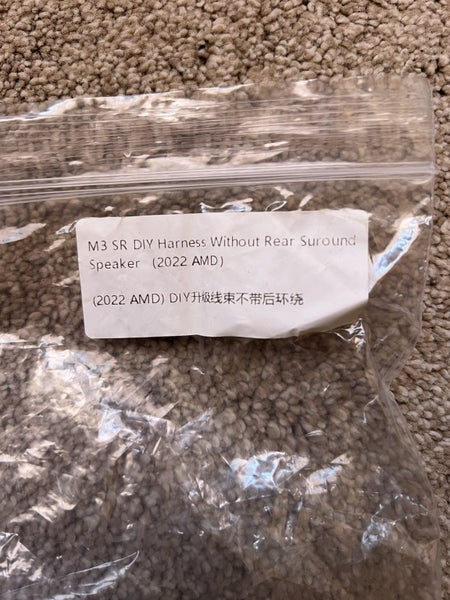 M3 SR DIY Harness Without Rear Suround
Speaker (2022 AMD)
(2022 AMD) DIY升级线束不带后环绕